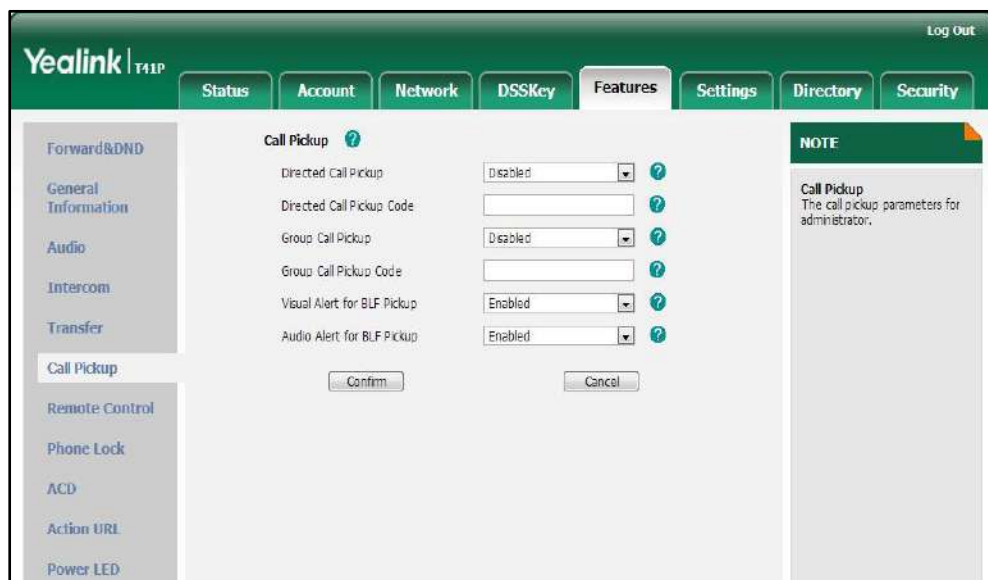 Log Out
Yealink T41P
Status Account Network DSSKey Features Settings Directory Security
Forward&DND
General
Information
Audio
Intercom
Transfer
Call Pickup
Remote Control
Phone Lock
ACD
Action URL
Power LED
Call Pickup ?
Directed Call Pickup Disabled ?
Directed Call Pickup Code ?
Group Call Pickup Disabled ?
Group Call Pickup Code ?
Visual Alert for BLF Pickup Enabled ?
Audio Alert for BLF Pickup Enabled ?
Confirm Cancel
NOTE
Call Pickup
The call pickup parameters for
administrator.